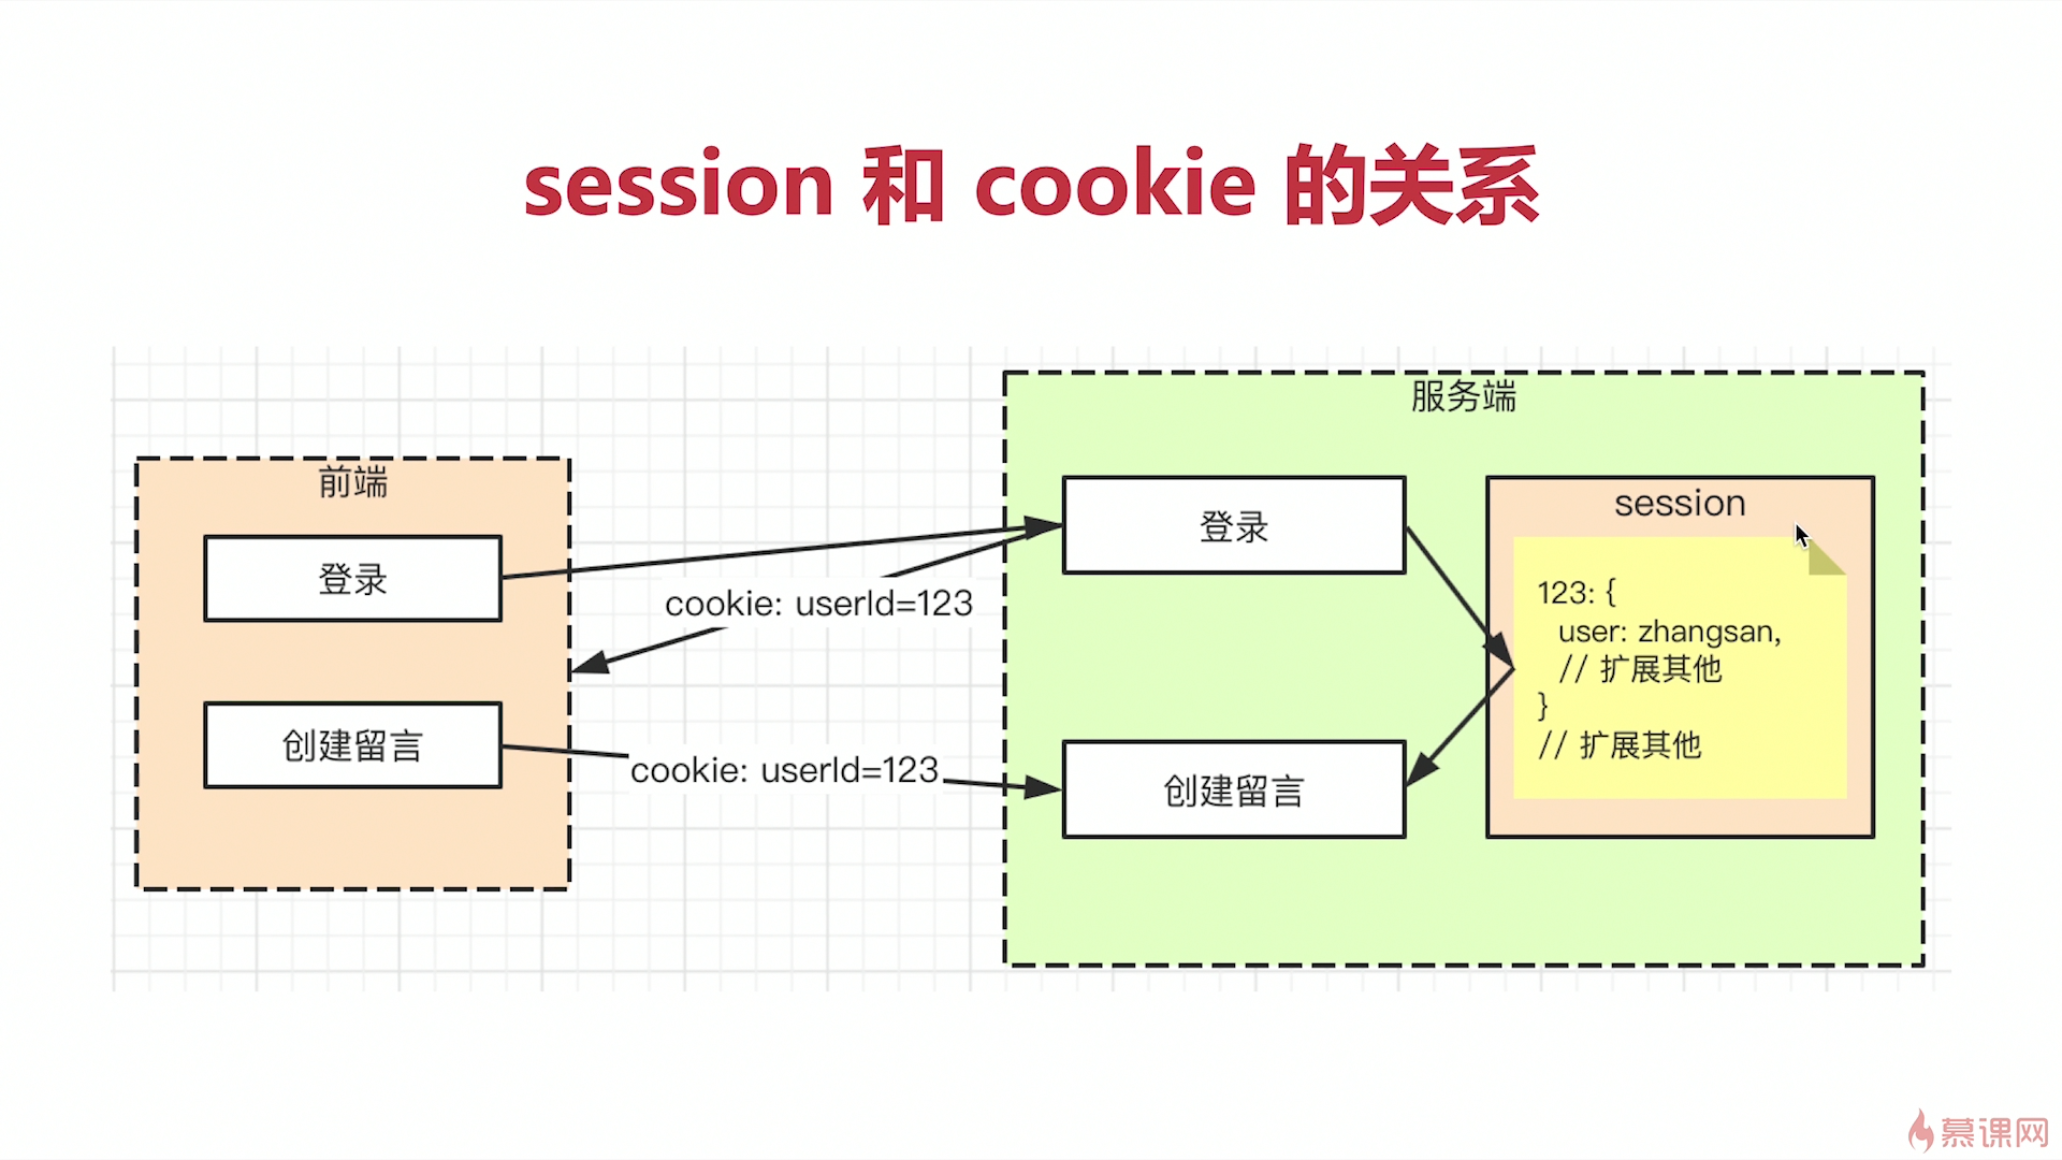 session 和 cookie 的关系
前端
登录
创建留言
cookie: userId=123
cookie: userId=123
服务端
登录
创建留言
session
123: {
user: zhangsan,
// 扩展其他
}
// 扩展其他
慕课网